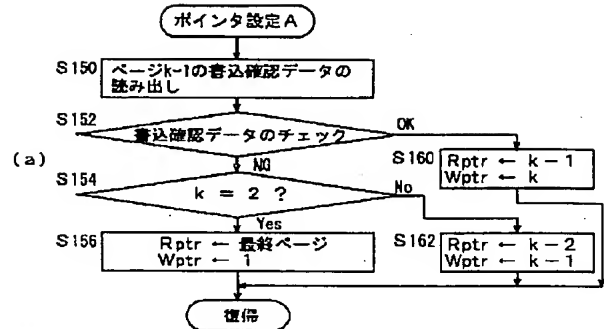 ポインタ設定A
S150
ページk-1の書込確認データの
読み出し
S152
書込確認データのチェック
OK
(a)
NG
S160
Rptr ← k-1
Wptr ← k
S154
k = 2 ?
No
Yes
S156
Rptr ← 最終ページ
Wptr ← 1
S162
Rptr ← k-2
Wptr ← k-1
復帰